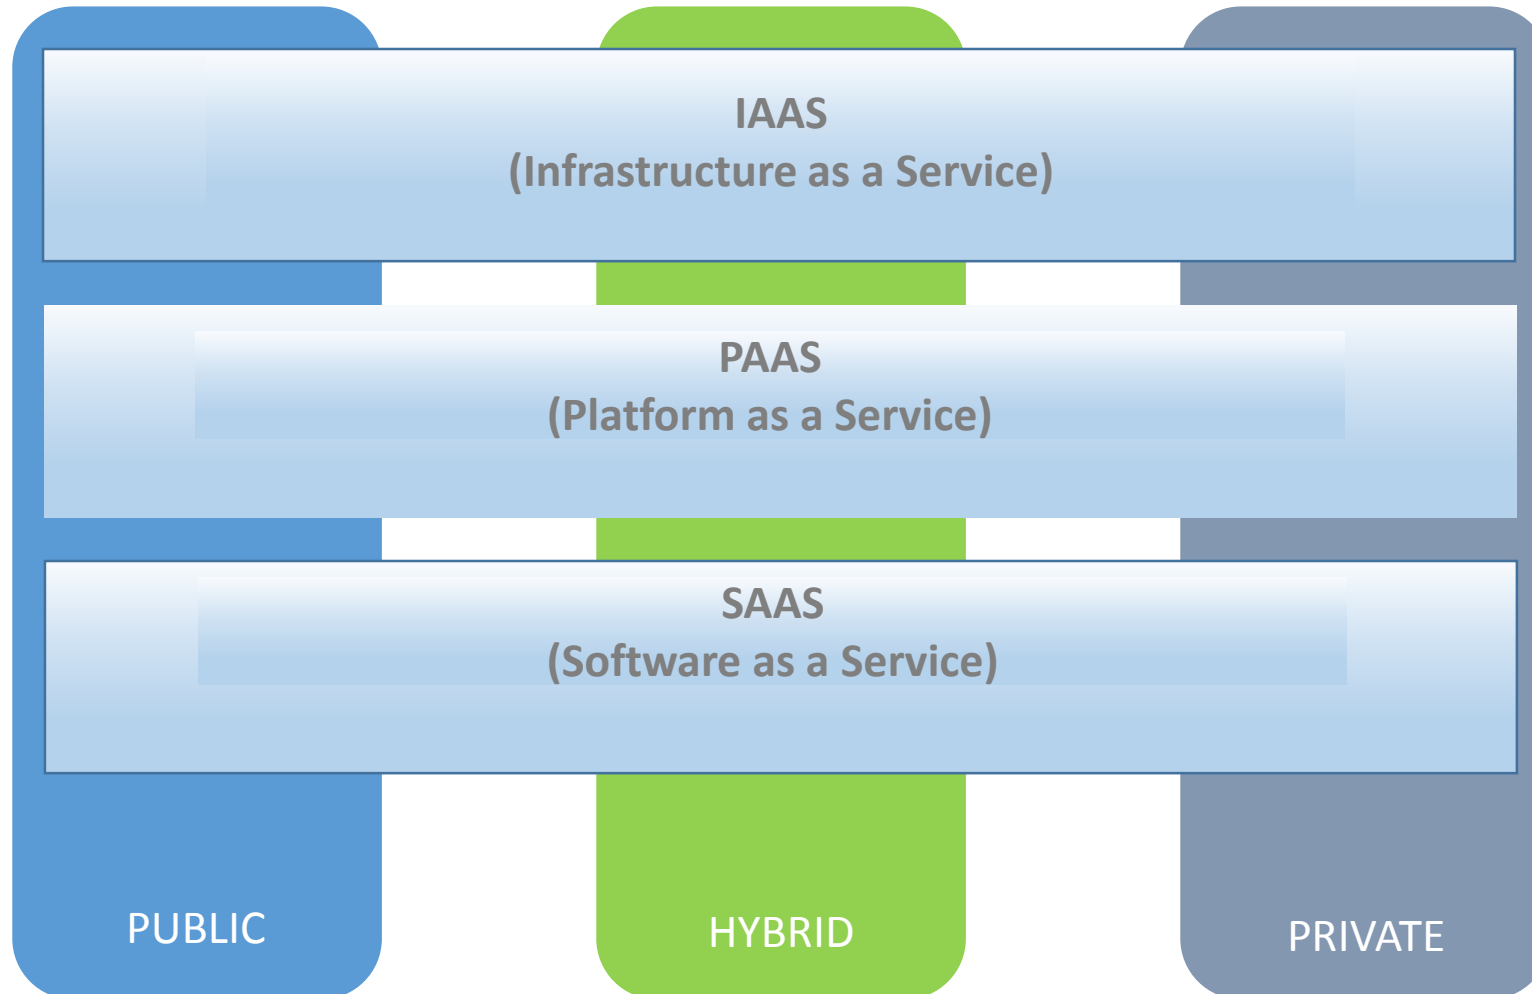 IAAS
(Infrastructure as a Service)
PAAS
(Platform as a Service)
SAAS
(Software as a Service)
PUBLIC
HYBRID
PRIVATE